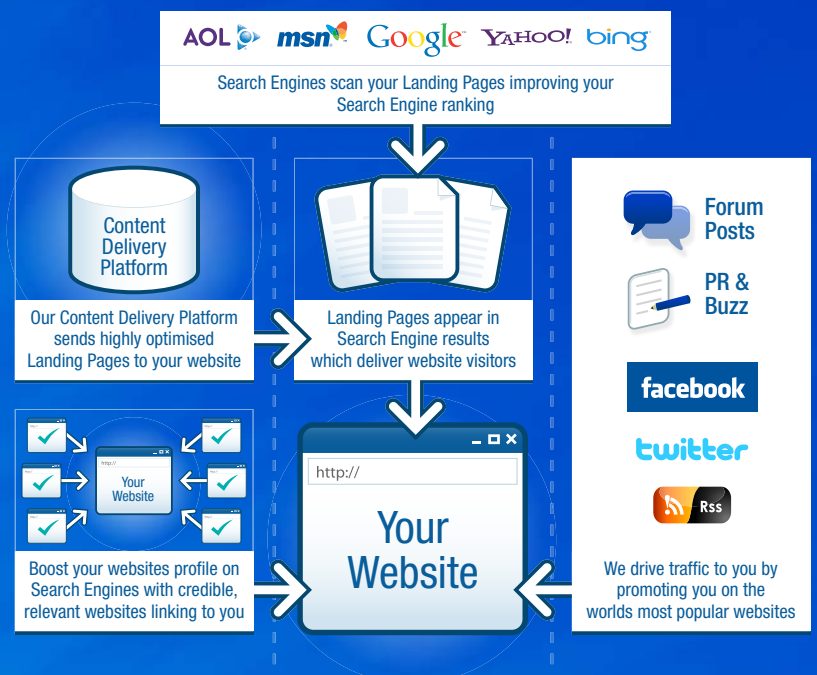 AOL msn Google YAHOO! bing
Search Engines scan your Landing Pages improving your
Search Engine ranking
Content
Delivery
Platform
Our Content Delivery Platform
sends highly optimised
Landing Pages to your website
Landing Pages appear in
Search Engine results
which deliver website visitors
Forum
Posts
PR &
Buzz
facebook
twitter
Rss
We drive traffic to you by
promoting you on the
worlds most popular websites
http://
Your
Website
Boost your websites profile on
Search Engines with credible,
relevant websites linking to you
http://
Your
Website